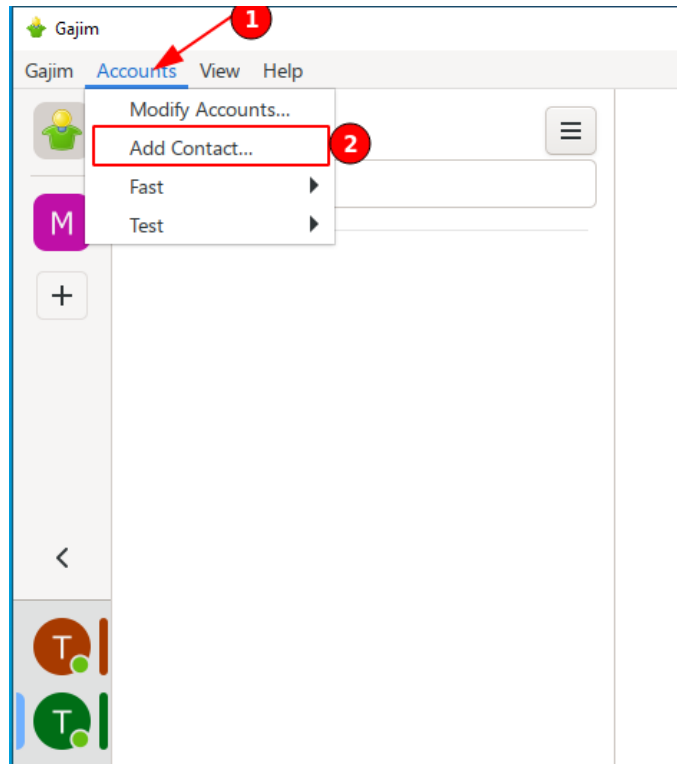 Gajim
1
Gajim Accounts View Help
Modify Accounts...
Add Contact...
2
Fast
M
Test
T
T